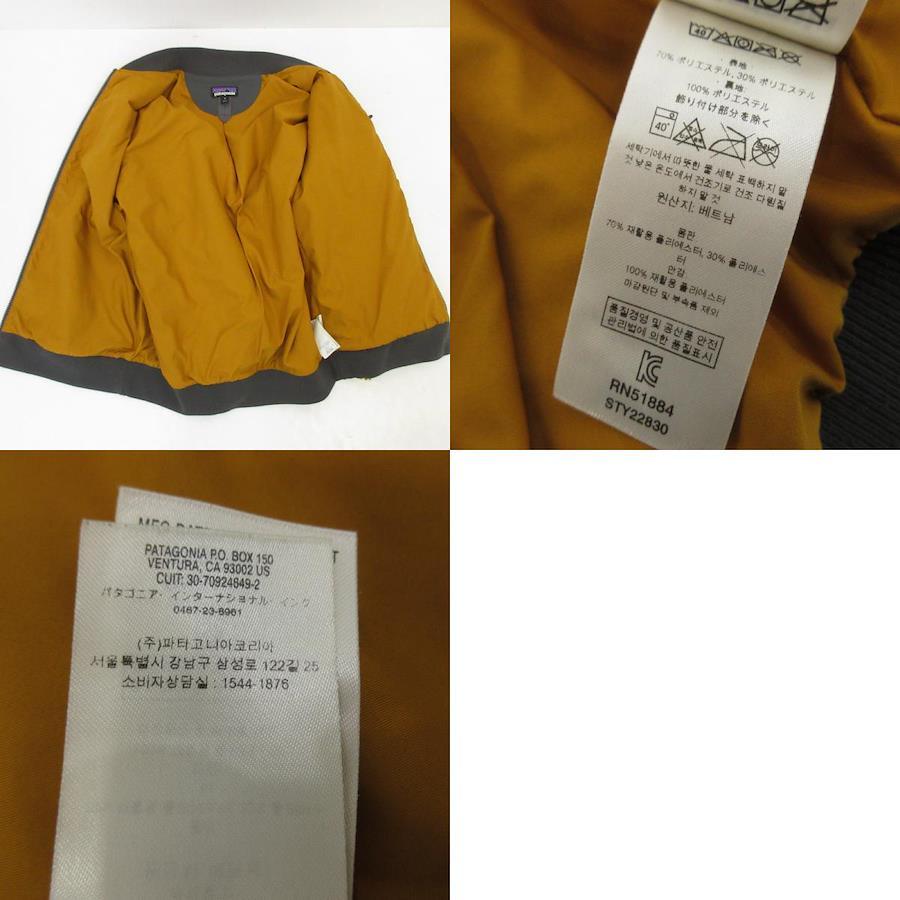 patagonia
40
・表地:
70% ポリエステル, 30% ポリエステル
・裏地:
100% ポリエステル
飾り付け部分を除く
40°
세탁기에서 따뜻한 물 세탁 표백하지 말
것 낮은 온도에서 건조기로 건조 다림질
하지 말 것
원산지: 베트남
몸판
70% 재활용 폴리에스터, 30% 폴리에스
터
안감
100% 재활용 폴리에스터
마감원단 및 부속품 제외
품질경영 및 공산품 안전
관리법에 의한 품질표시
RN51884
STY22830
PATAGONIA P.O. BOX 150
VENTURA, CA 93002 US
CUIT: 30-70924849-2
パタゴニア・インターナショナル・インク
0467-23-8961
(주)파타고니아코리아
서울특별시 강남구 삼성로 122길 25
소비자상담실 : 1544-1876